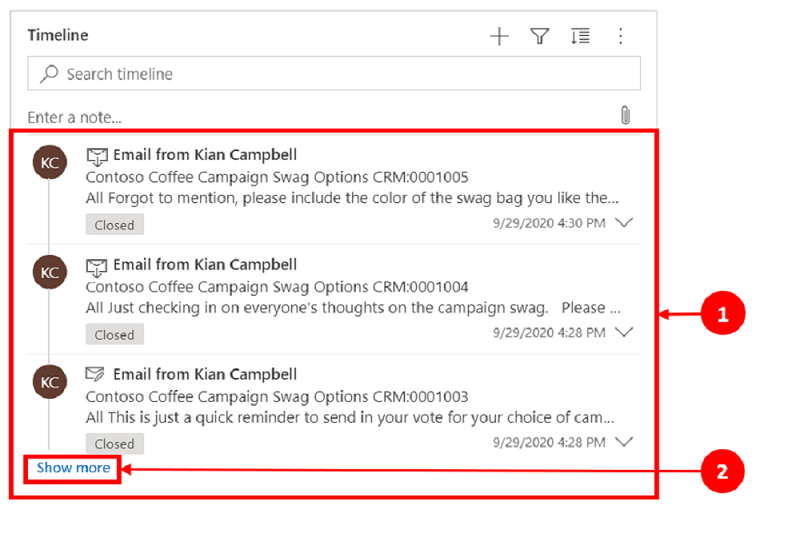 Timeline
Search timeline
Enter a note...
KC
Email from Kian Campbell
Contoso Coffee Campaign Swag Options CRM:0001005
All Forgot to mention, please include the color of the swag bag you like the...
Closed
9/29/2020 4:30 PM
KC
Email from Kian Campbell
Contoso Coffee Campaign Swag Options CRM:0001004
All Just checking in on everyone's thoughts on the campaign swag.   Please ...
Closed
9/29/2020 4:28 PM
1
KC
Email from Kian Campbell
Contoso Coffee Campaign Swag Options CRM:0001003
All This is just a quick reminder to send in your vote for your choice of cam...
Closed
9/29/2020 4:28 PM
Show more
2